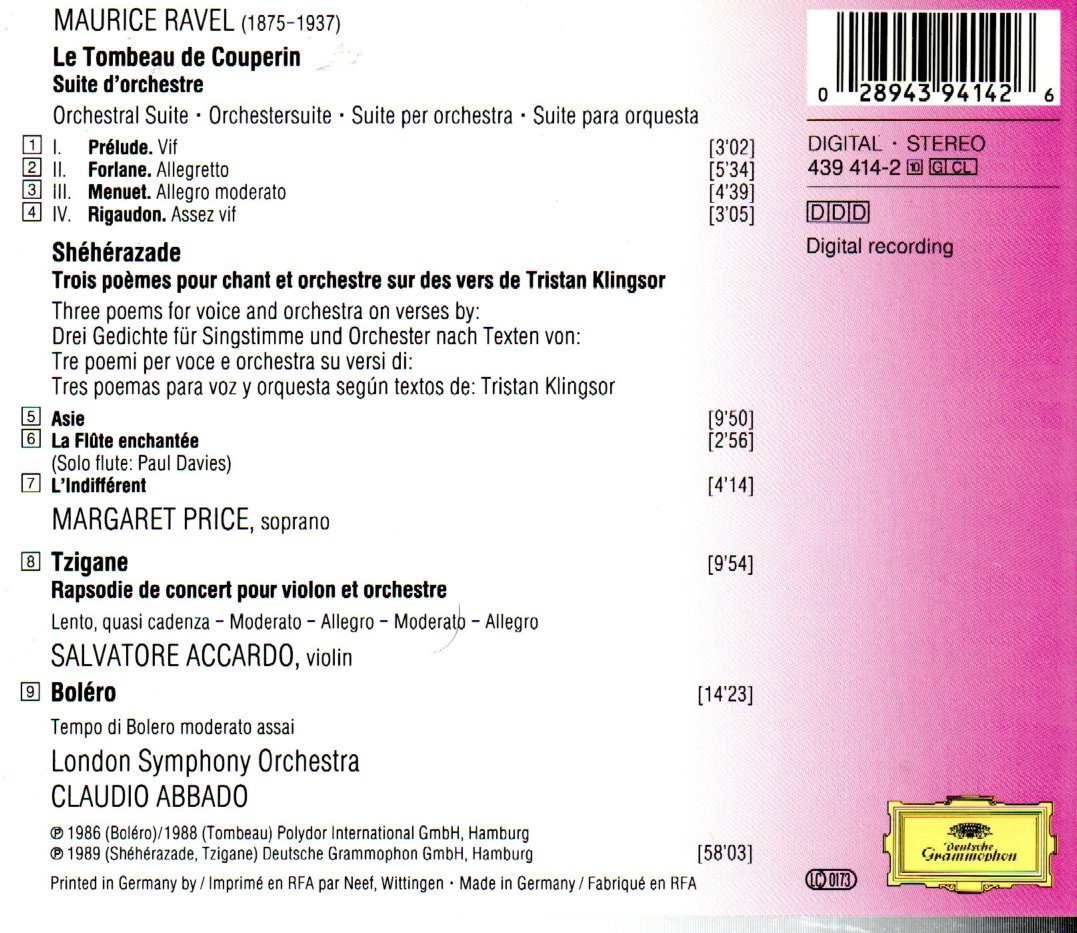 MAURICE RAVEL (1875–1937)
Le Tombeau de Couperin
Suite d'orchestre
Orchestral Suite · Orchestersuite · Suite per orchestra · Suite para orquesta
1 I. Prélude. Vif [3'02]
2 II. Forlane. Allegretto [5'34]
3 III. Menuet. Allegro moderato [4'39]
4 IV. Rigaudon. Assez vif [3'05]
Shéhérazade
Trois poèmes pour chant et orchestre sur des vers de Tristan Klingsor
Three poems for voice and orchestra on verses by:
Drei Gedichte für Singstimme und Orchester nach Texten von:
Tre poemi per voce e orchestra su versi di:
Tres poemas para voz y orquesta según textos de: Tristan Klingsor
5 Asie [9'50]
6 La Flûte enchantée [2'56]
(Solo flute: Paul Davies)
7 L'Indifférent [4'14]
MARGARET PRICE, soprano
8 Tzigane [9'54]
Rapsodie de concert pour violon et orchestre
Lento, quasi cadenza – Moderato – Allegro – Moderato – Allegro
SALVATORE ACCARDO, violin
9 Boléro [14'23]
Tempo di Bolero moderato assai
London Symphony Orchestra
CLAUDIO ABBADO
℗ 1986 (Boléro)/1988 (Tombeau) Polydor International GmbH, Hamburg
℗ 1989 (Shéhérazade, Tzigane) Deutsche Grammophon GmbH, Hamburg [58'03]
Printed in Germany by / Imprimé en RFA par Neef, Wittingen · Made in Germany / Fabriqué en RFA
0 28943 94142 6
DIGITAL · STEREO
439 414-2 10 G CL
DDD
Digital recording
LC 0173
Deutsche
Grammophon